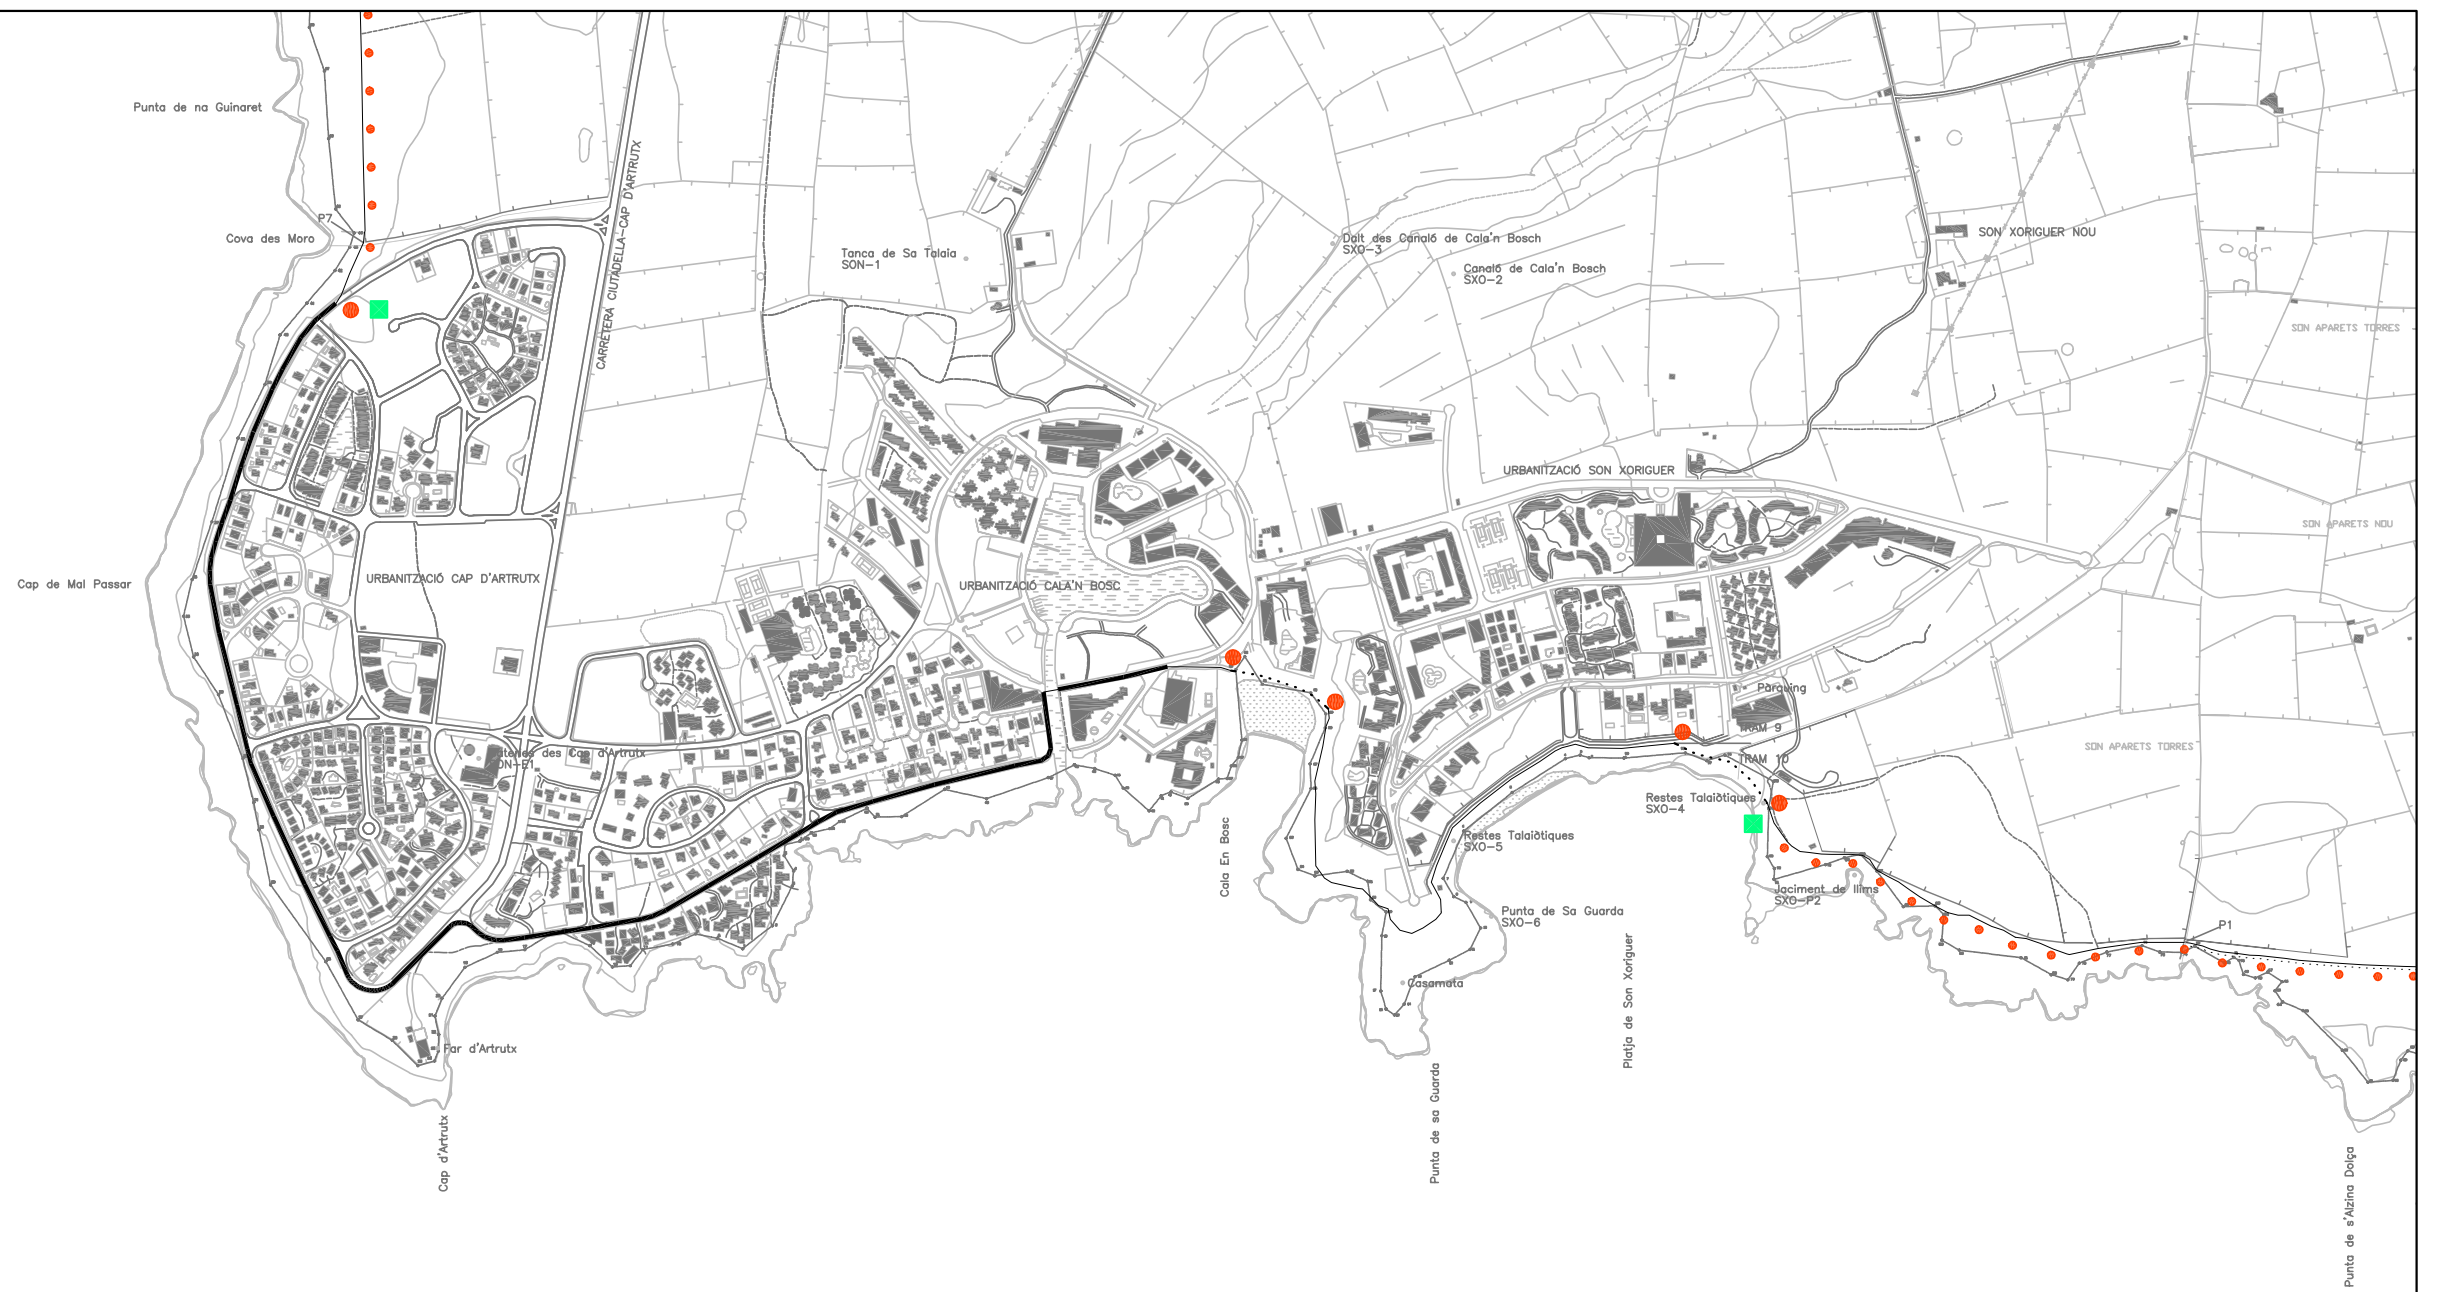 Punta de na Guinaret
CARRETERA CIUTADELLA-CAP D'ARTRUTX
P7
Cova des Moro
Tanca de Sa Talaia
SON-1
Dalt des Canaló de Cala'n Bosch
SXO-3
Canaló de Cala'n Bosch
SXO-2
SON XORIGUER NOU
SON APARETS TORRES
URBANITZACIÓ SON XORIGUER
SON APARETS NOU
Cap de Mal Passar
URBANITZACIÓ CAP D'ARTRUTX
URBANITZACIÓ CALA'N BOSC
Pàrquing
TRAM 9
SON APARETS TORRES
des Cap d'Artrutx
TRAM 10
Restes Talaiòtiques
SXO-4
Restes Talaiòtiques
SXO-5
Cala En Bosc
Jaciment de llims
SXO-P2
Punta de Sa Guarda
SXO-6
P1
Casamata
Platja de Son Xoriguer
Far d'Artrutx
Punta de sa Guarda
Cap d'Artrutx
Punta de s'Alzina Dolça